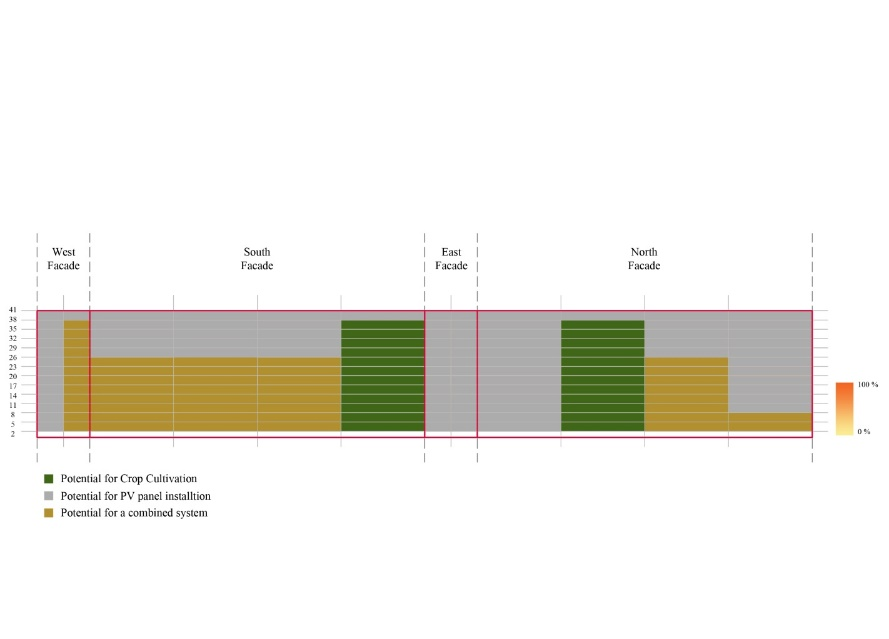 West
Facade
South
Facade
East
Facade
North
Facade
41
38
35
32
29
26
23
20
17
14
11
8
5
2
100 %
0 %
Potential for Crop Cultivation
Potential for PV panel installtion
Potential for a combined system